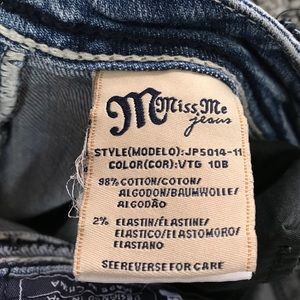 M Miss Me
jeans
STYLE(MODELO): JP5014-11
COLOR(COR): VTG 10B
98% COTTON/COTON/
ALGODON/BAUMWOLLE/
ALGODÃO
2% ELASTIN/ÉLASTINE/
ELASTICO/ELASTOMORO/
ELASTANO
SEE REVERSE FOR CARE